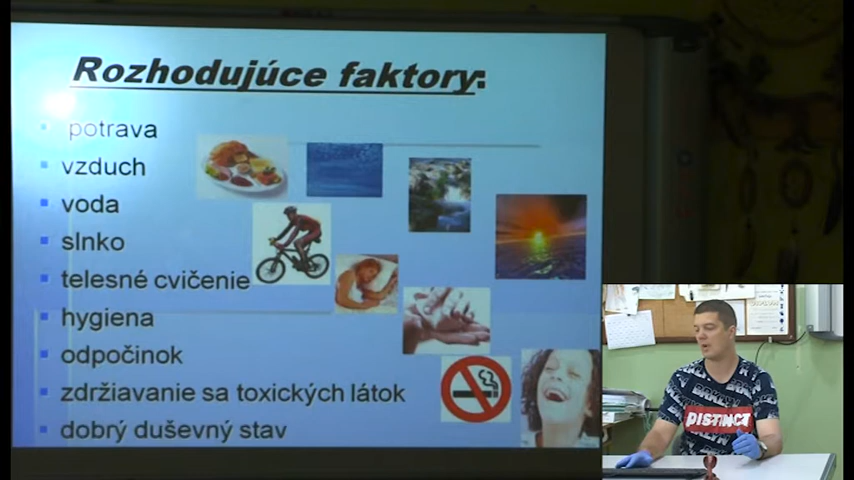 Rozhodujúce faktory:
potrava
vzduch
voda
slnko
telesné cvičenie
hygiena
odpočinok
zdržiavanie sa toxických látok
dobrý duševný stav
DISTINCT